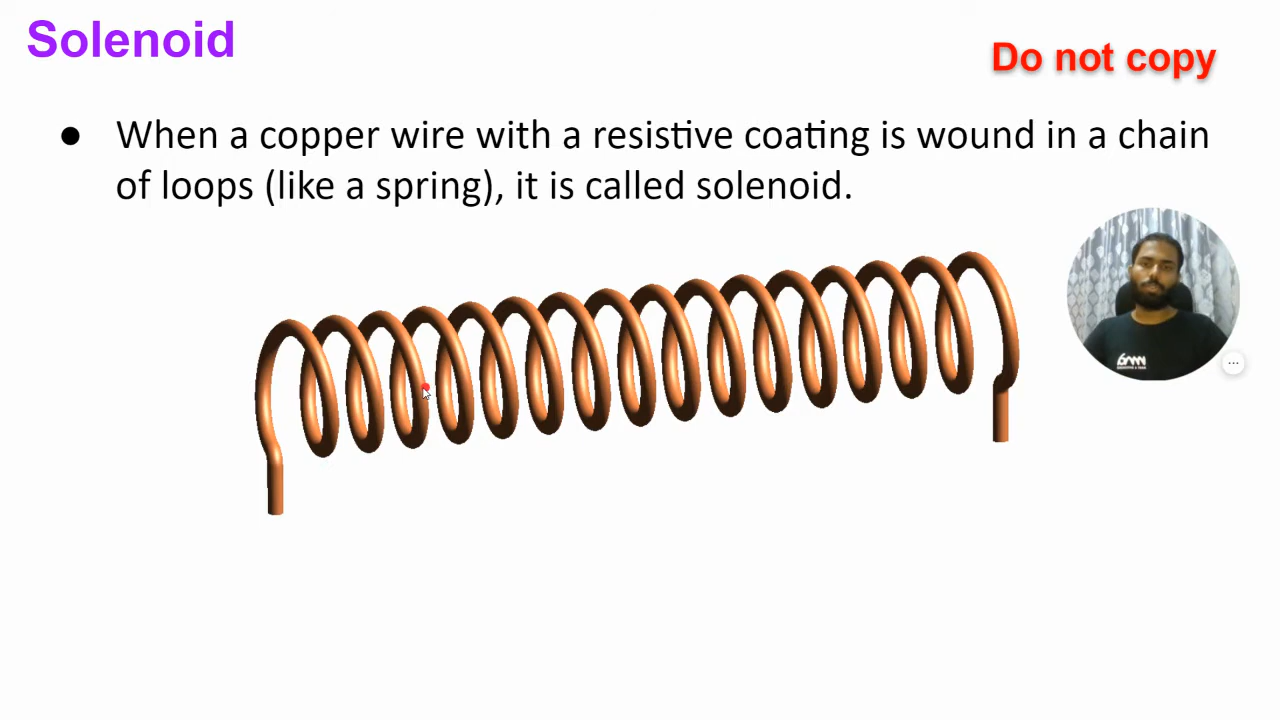 Solenoid
Do not copy
● When a copper wire with a resistive coating is wound in a chain
of loops (like a spring), it is called solenoid.